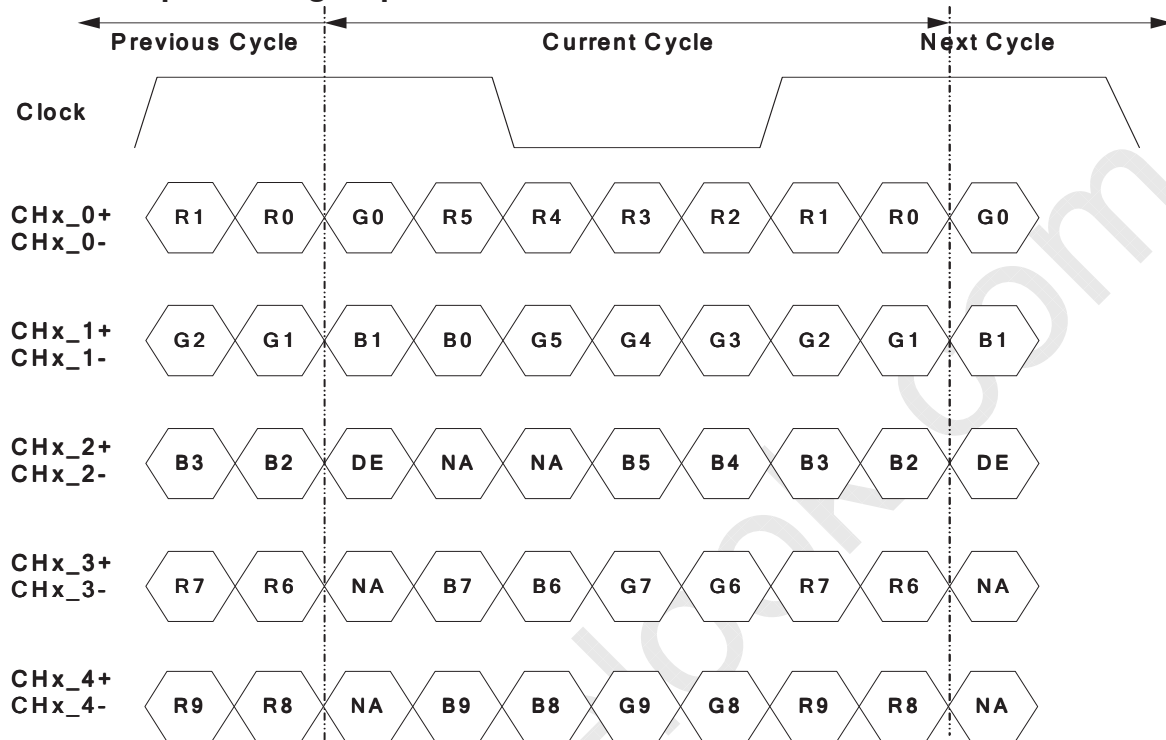 Previous Cycle Current Cycle Next Cycle
Clock
CHx_0+
CHx_0-
R1 R0 G0 R5 R4 R3 R2 R1 R0 G0
CHx_1+
CHx_1-
G2 G1 B1 B0 G5 G4 G3 G2 G1 B1
CHx_2+
CHx_2-
B3 B2 DE NA NA B5 B4 B3 B2 DE
CHx_3+
CHx_3-
R7 R6 NA B7 B6 G7 G6 R7 R6 NA
CHx_4+
CHx_4-
R9 R8 NA B9 B8 G9 G8 R9 R8 NA